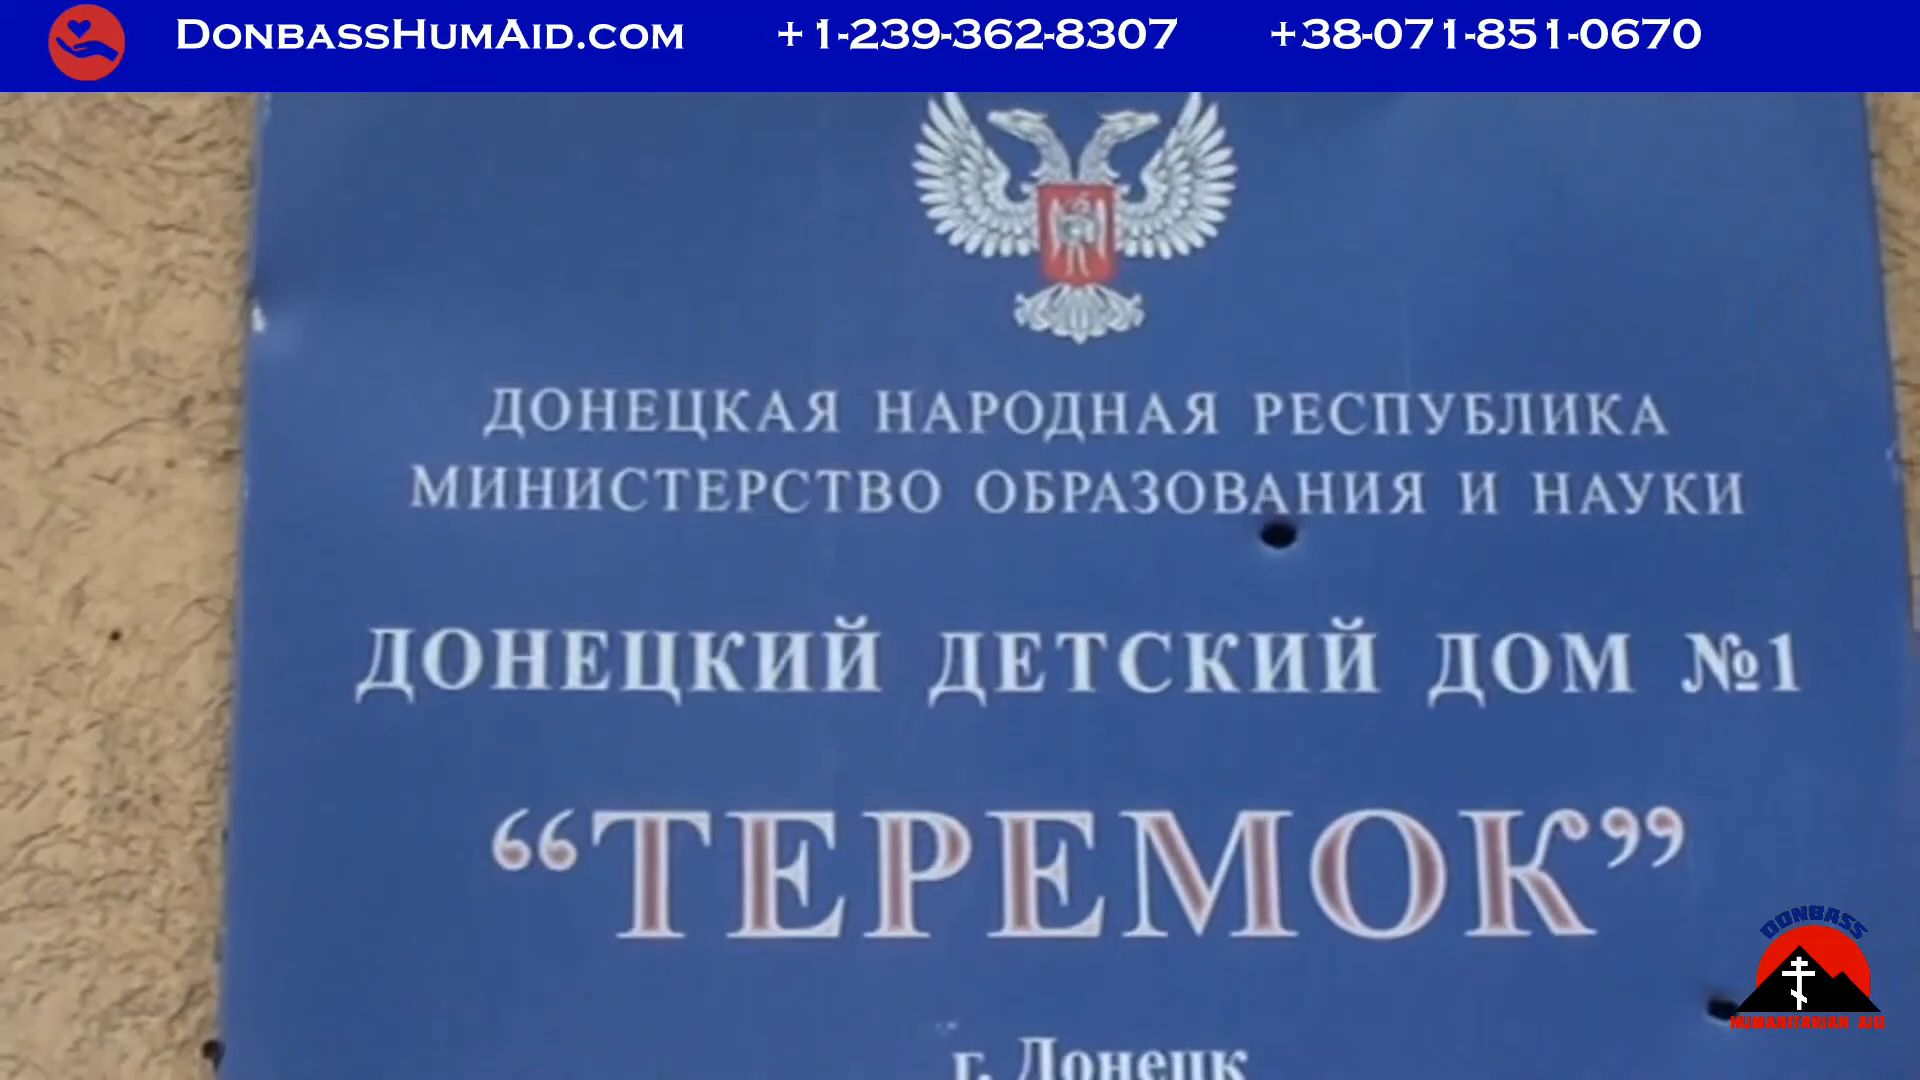 DonbassHumAid.com +1-239-362-8307 +38-071-851-0670
ДОНЕЦКАЯ НАРОДНАЯ РЕСПУБЛИКА
МИНИСТЕРСТВО ОБРАЗОВАНИЯ И НАУКИ
ДОНЕЦКИЙ ДЕТСКИЙ ДОМ №1
“ТЕРЕМОК”
DONBASS
HUMANITARIAN AID
г. Донецк